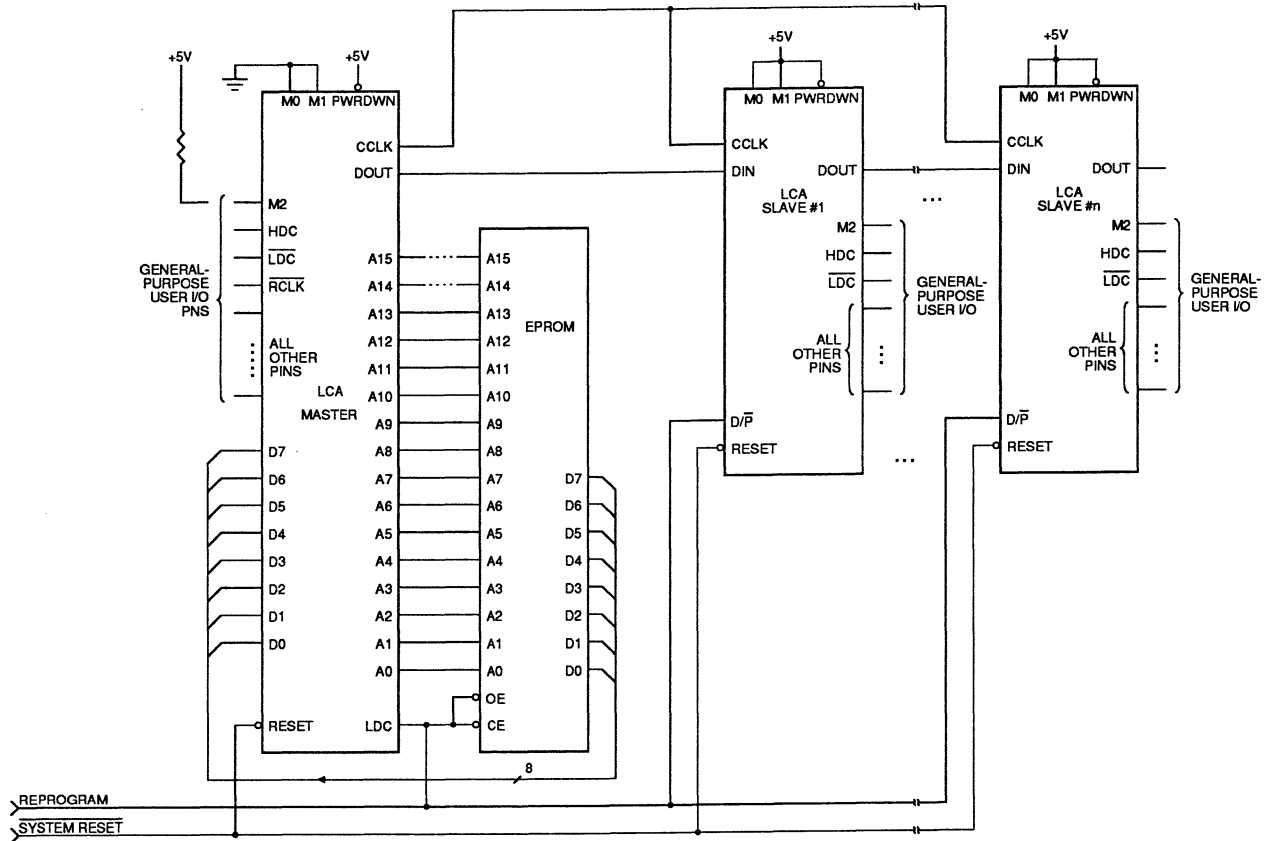 +5V
+5V
M0 M1 PWRDWN
CCLK
DOUT
M2
HDC
LDC
RCLK
GENERAL-
PURPOSE
USER I/O
PNS
ALL
OTHER
PINS
LCA
MASTER
A15
A14
A13
A12
A11
A10
A9
A8
A7
A6
A5
A4
A3
A2
A1
A0
D7
D6
D5
D4
D3
D2
D1
D0
RESET
LDC
A15
A14
A13
EPROM
A12
A11
A10
A9
A8
A7
A6
A5
A4
A3
A2
A1
A0
OE
CE
D7
D6
D5
D4
D3
D2
D1
D0
8
+5V
M0 M1 PWRDWN
CCLK
DIN
DOUT
LCA
SLAVE #1
M2
HDC
LDC
ALL
OTHER
PINS
GENERAL-
PURPOSE
USER I/O
D/P
RESET
...
...
+5V
M0 M1 PWRDWN
CCLK
DIN
DOUT
LCA
SLAVE #n
M2
HDC
LDC
ALL
OTHER
PINS
GENERAL-
PURPOSE
USER I/O
D/P
RESET
REPROGRAM
SYSTEM RESET